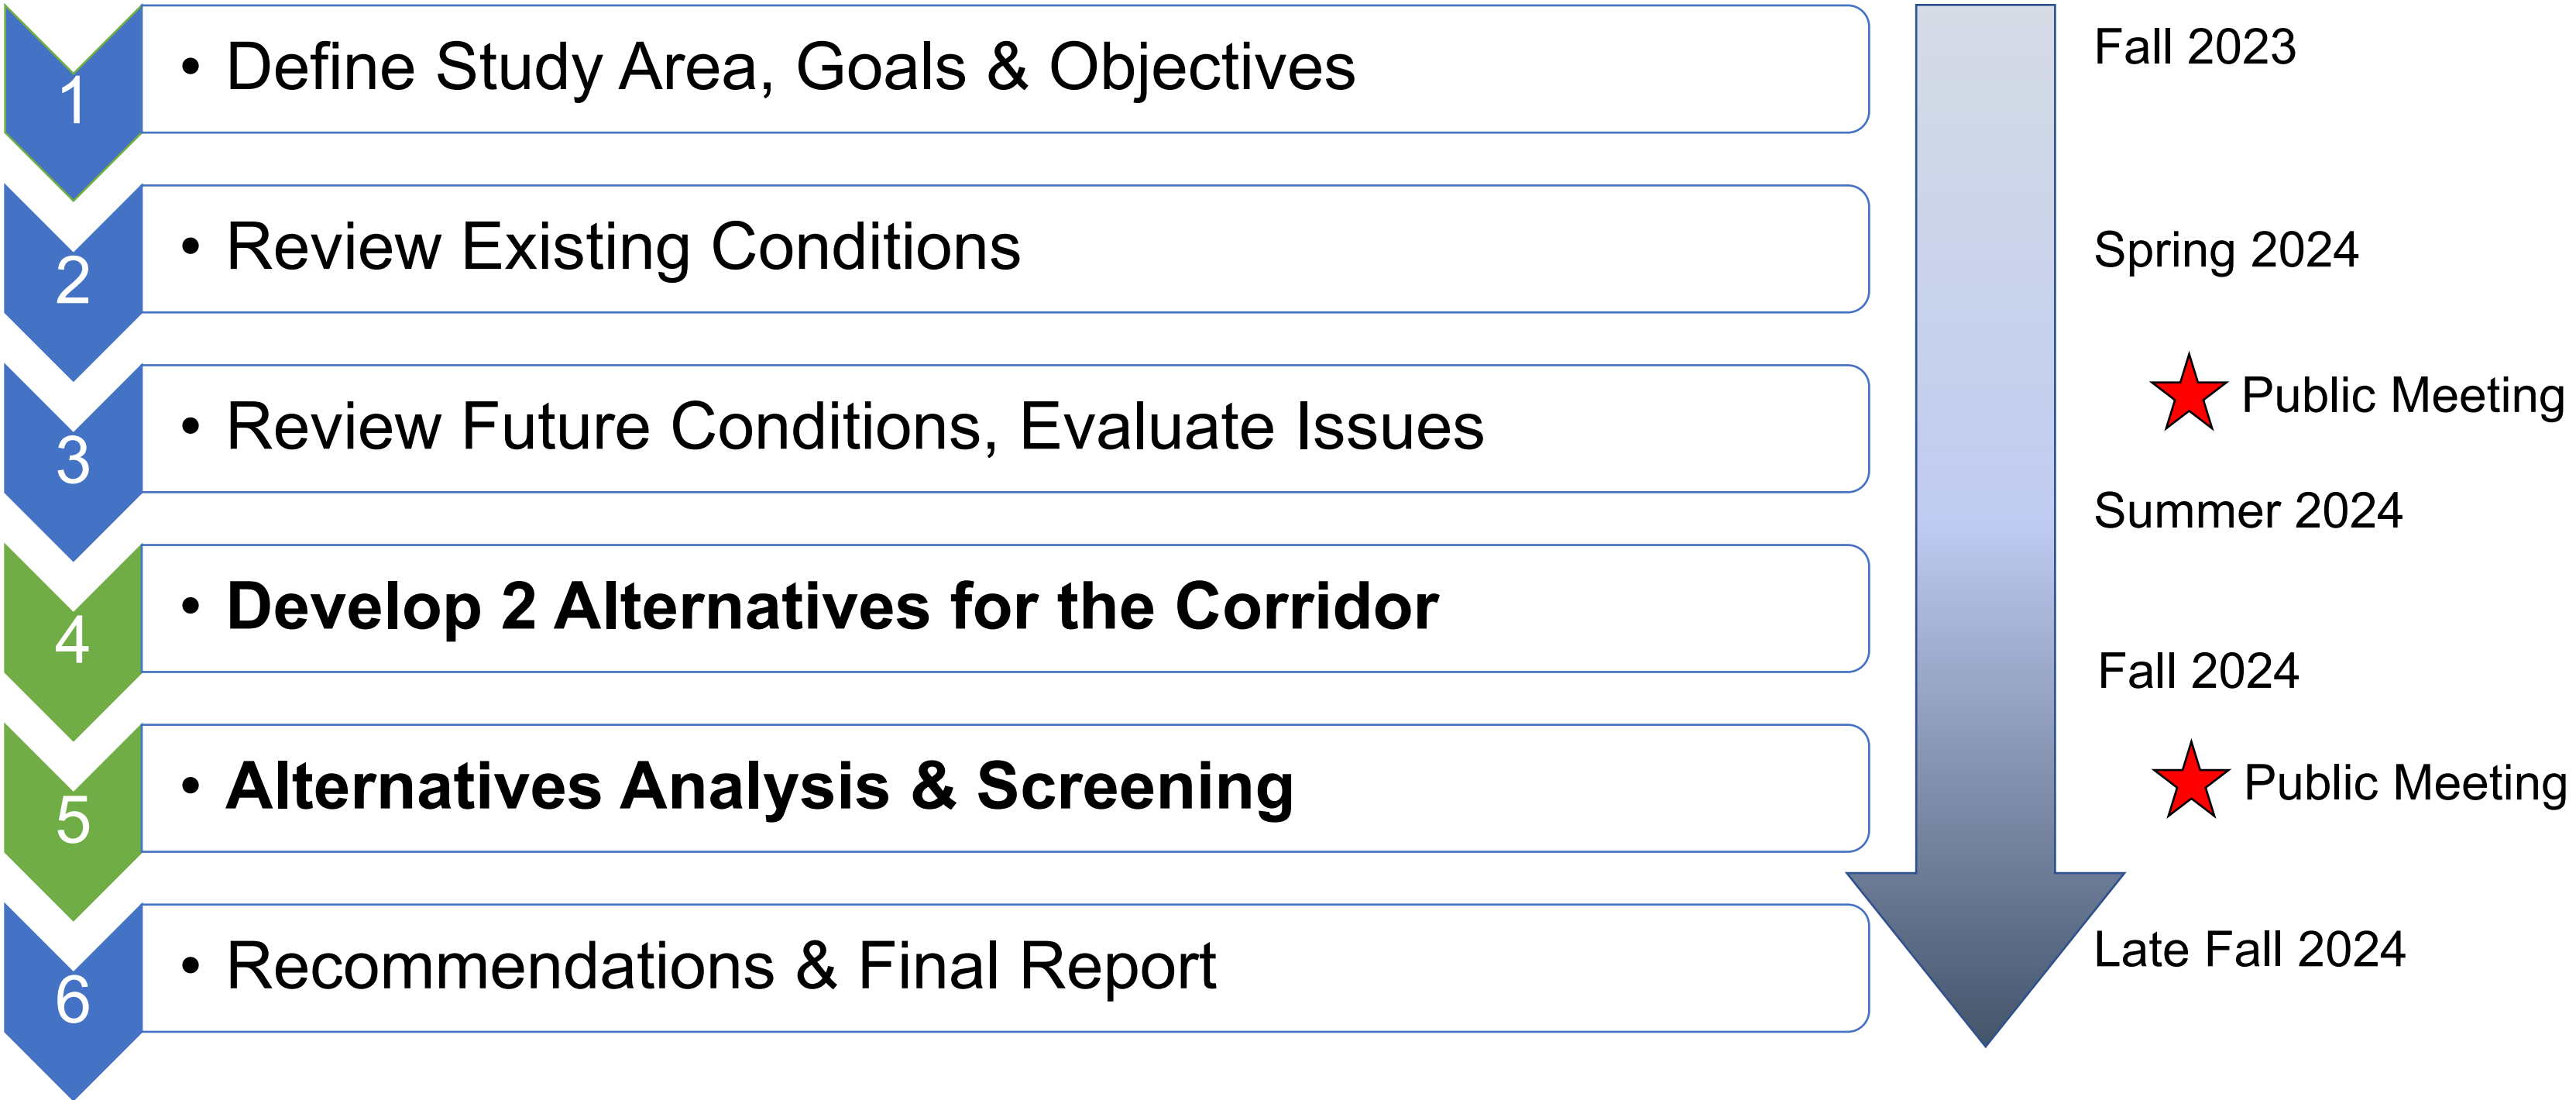 1
• Define Study Area, Goals & Objectives
Fall 2023
2
• Review Existing Conditions
Spring 2024
3
• Review Future Conditions, Evaluate Issues
Public Meeting
Summer 2024
4
• Develop 2 Alternatives for the Corridor
Fall 2024
5
• Alternatives Analysis & Screening
Public Meeting
6
• Recommendations & Final Report
Late Fall 2024